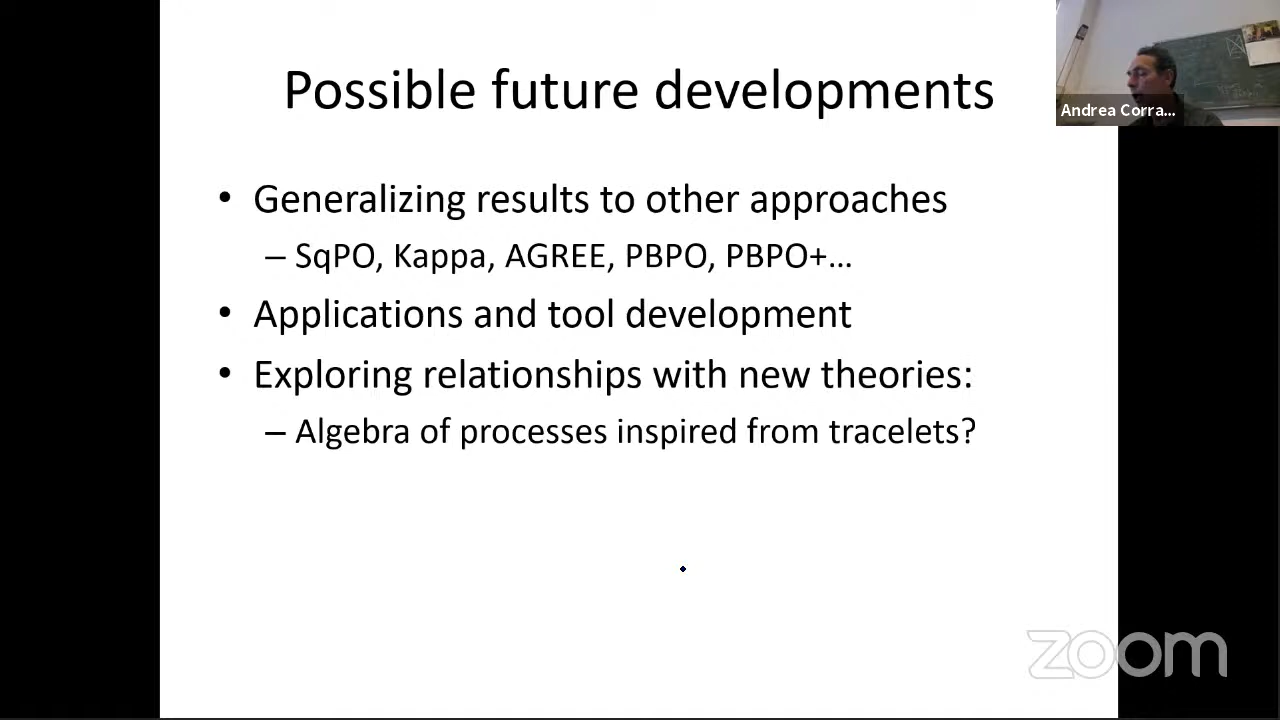 Possible future developments
Andrea Corra...
• Generalizing results to other approaches
– SqPO, Kappa, AGREE, PBPO, PBPO+...
• Applications and tool development
• Exploring relationships with new theories:
– Algebra of processes inspired from tracelets?
zoom